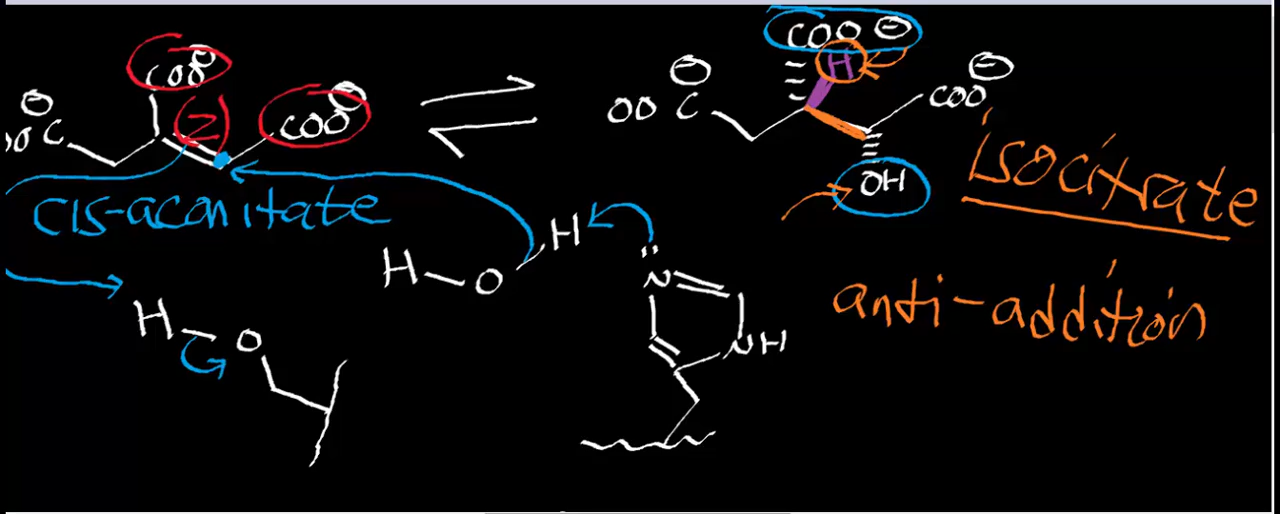 COO⊖
COO⊖
⊖
OOC
Z
cis-aconitate
COO⊖
H
⊖
OOC
COO⊖
OH
isocitrate
anti-addition
H
O
H
H
O
N
NH